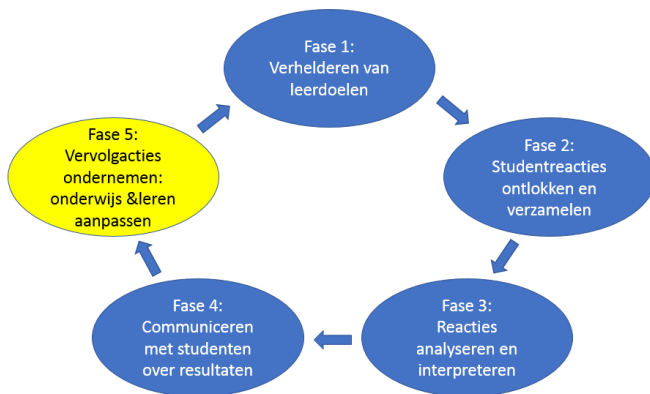 Fase 1:
Verhelderen van
leerdoelen
Fase 2:
Studentreacties
ontlokken en
verzamelen
Fase 3:
Reacties
analyseren en
interpreteren
Fase 4:
Communiceren
met studenten
over resultaten
Fase 5:
Vervolgacties
ondernemen:
onderwijs &leren
aanpassen